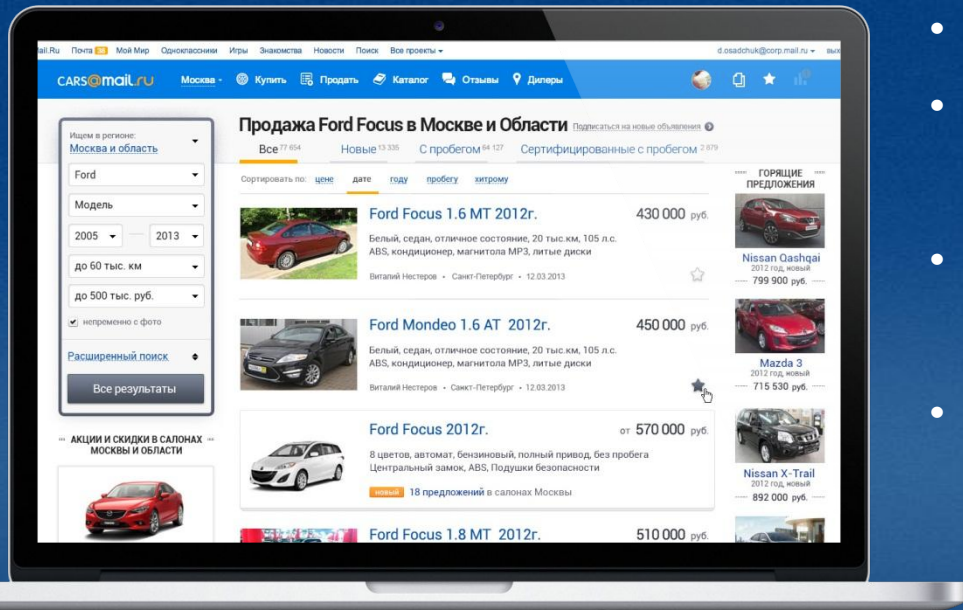 ail.Ru Почта 36 Мой Мир Одноклассники Игры Знакомства Новости Поиск Все проекты d.osadchuk@corp.mail.ru вых
CARS@mail.ru Москва Купить Продать Каталог Отзывы Дилеры
Ищем в регионе:
Москва и область
Ford
Модель
2005 — 2013
до 60 тыс. км
до 500 тыс. руб.
непременно с фото
Расширенный поиск
Все результаты
АКЦИИ И СКИДКИ В САЛОНАХ
МОСКВЫ И ОБЛАСТИ
Продажа Ford Focus в Москве и Области Подписаться на новые объявления
Все 77 654 Новые 13 335 С пробегом 64 127 Сертифицированные с пробегом 2 879
Сортировать по: цене дате году пробегу хитрому
Ford Focus 1.6 MT 2012г. 430 000 руб.
Белый, седан, отличное состояние, 20 тыс.км, 105 л.с.
ABS, кондиционер, магнитола MP3, литые диски
Виталий Нестеров • Санкт-Петербург • 12.03.2013
Ford Mondeo 1.6 AT 2012г. 450 000 руб.
Белый, седан, отличное состояние, 20 тыс.км, 105 л.с.
ABS, кондиционер, магнитола MP3, литые диски
Виталий Нестеров • Санкт-Петербург • 12.03.2013
Ford Focus 2012г. от 570 000 руб.
8 цветов, автомат, бензиновый, полный привод, без пробега
Центральный замок, ABS, Подушки безопасности
новый 18 предложений в салонах Москвы
Ford Focus 1.8 MT 2012г. 510 000 руб.
ГОРЯЩИЕ
ПРЕДЛОЖЕНИЯ
Nissan Qashqai
2012 год, новый
799 900 руб.
Mazda 3
2012 год, новый
715 530 руб.
Nissan X-Trail
2012 год, новый
892 000 руб.